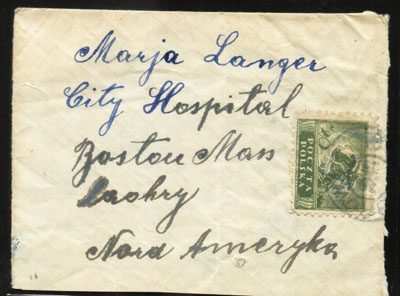 Marja Langer
City Hospital
Boston Mass
Nord Ameryka
POCZTA
POLSKA